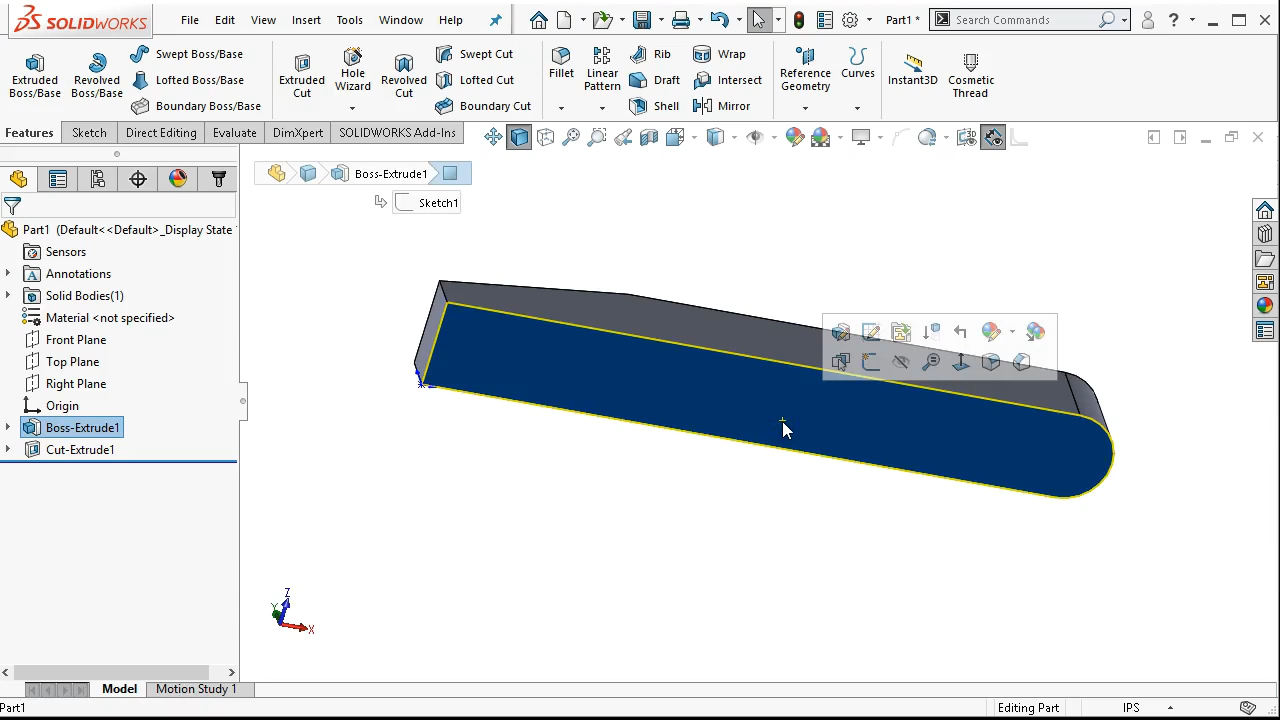 SOLIDWORKS File Edit View Insert Tools Window Help Part1 * Search Commands ?
Extruded Boss/Base
Revolved Boss/Base
Swept Boss/Base
Lofted Boss/Base
Boundary Boss/Base
Extruded Cut
Hole Wizard
Revolved Cut
Swept Cut
Lofted Cut
Boundary Cut
Fillet
Linear Pattern
Rib
Draft
Shell
Wrap
Intersect
Mirror
Reference Geometry
Curves
Instant3D
Cosmetic Thread
Features Sketch Direct Editing Evaluate DimXpert SOLIDWORKS Add-Ins
Boss-Extrude1
Sketch1
Part1 (Default<<Default>_Display State
Sensors
Annotations
Solid Bodies(1)
Material <not specified>
Front Plane
Top Plane
Right Plane
Origin
Boss-Extrude1
Cut-Extrude1
Z
Y
X
Model Motion Study 1
Part1 Editing Part IPS